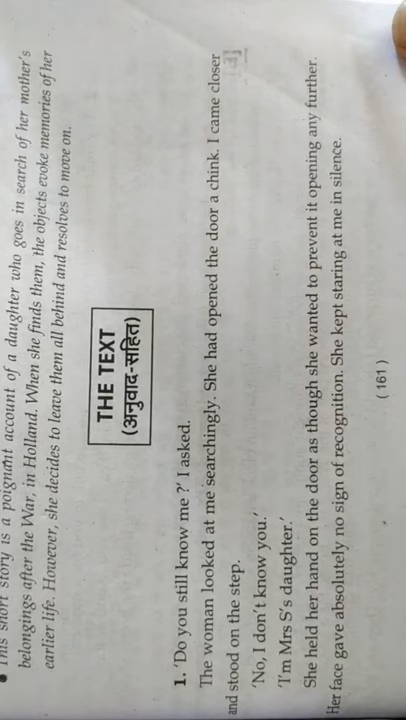 • This short story is a poignant account of a daughter who goes in search of her mother's
belongings after the War, in Holland. When she finds them, the objects evoke memories of her
earlier life. However, she decides to leave them all behind and resolves to move on.
THE TEXT
(अनुवाद-सहित)
1. 'Do you still know me ?' I asked.
The woman looked at me searchingly. She had opened the door a chink. I came closer
and stood on the step.
'No, I don't know you.'
'I'm Mrs S's daughter.'
She held her hand on the door as though she wanted to prevent it opening any further.
Her face gave absolutely no sign of recognition. She kept staring at me in silence.
( 161 )